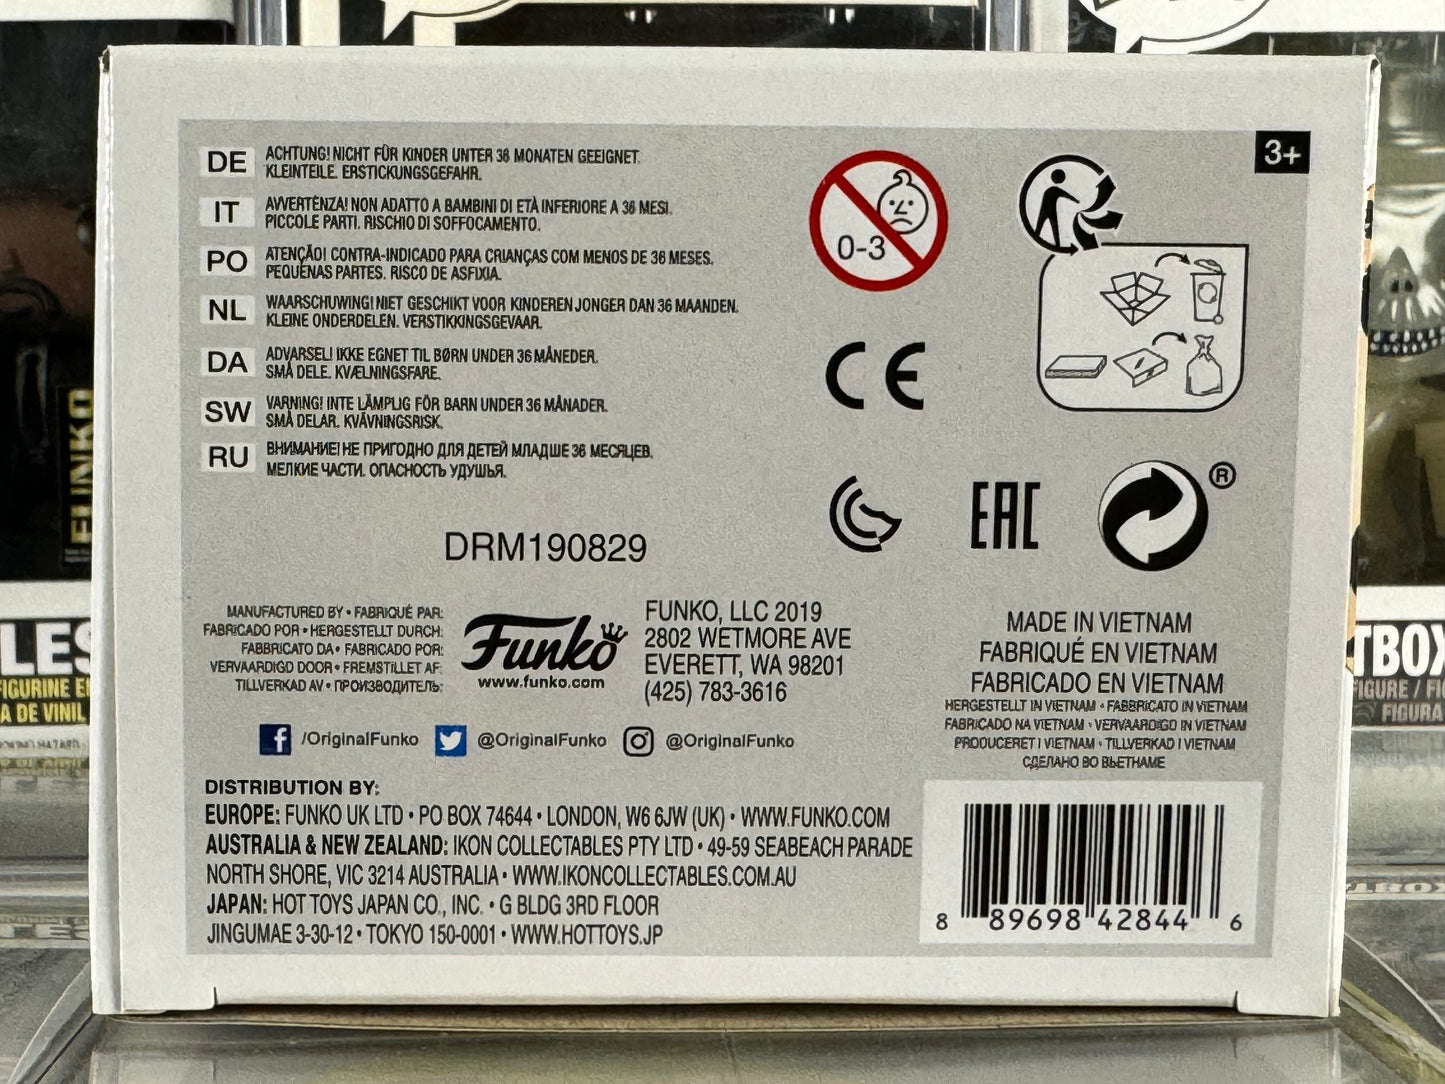 3+
DE ACHTUNG! NICHT FÜR KINDER UNTER 36 MONATEN GEEIGNET.
KLEINTEILE. ERSTICKUNGSGEFAHR.
IT AVVERTENZA! NON ADATTO A BAMBINI DI ETÀ INFERIORE A 36 MESI.
PICCOLE PARTI. RISCHIO DI SOFFOCAMENTO.
PO ATENÇÃO! CONTRA-INDICADO PARA CRIANÇAS COM MENOS DE 36 MESES.
PEQUENAS PARTES. RISCO DE ASFIXIA.
NL WAARSCHUWING! NIET GESCHIKT VOOR KINDEREN JONGER DAN 36 MAANDEN.
KLEINE ONDERDELEN. VERSTIKKINGSGEVAAR.
DA ADVARSEL! IKKE EGNET TIL BØRN UNDER 36 MÅNEDER.
SMÅ DELE. KVÆLNINGSFARE.
SW VARNING! INTE LÄMPLIG FÖR BARN UNDER 36 MÅNADER.
SMÅ DELAR. KVÄVNINGSRISK.
RU ВНИМАНИЕ! НЕ ПРИГОДНО ДЛЯ ДЕТЕЙ МЛАДШЕ 36 МЕСЯЦЕВ.
МЕЛКИЕ ЧАСТИ. ОПАСНОСТЬ УДУШЬЯ.
0-3
CE
EAC
®
DRM190829
MANUFACTURED BY • FABRIQUÉ PAR:
FABRICADO POR • HERGESTELLT DURCH:
FABBRICATO DA • FABRICADO POR:
VERVAARDIGD DOOR • FREMSTILLET AF:
TILLVERKAD AV • ПРОИЗВОДИТЕЛЬ:
Funko
www.funko.com
FUNKO, LLC 2019
2802 WETMORE AVE
EVERETT, WA 98201
(425) 783-3616
MADE IN VIETNAM
FABRIQUÉ EN VIETNAM
FABRICADO EN VIETNAM
HERGESTELLT IN VIETNAM • FABBRICATO IN VIETNAM
FABRICADO NA VIETNAM • VERVAARDIGD IN VIETNAM
PRODUCERET I VIETNAM • TILLVERKAD I VIETNAM
СДЕЛАНО ВО ВЬЕТНАМЕ
f /OriginalFunko @OriginalFunko @OriginalFunko
DISTRIBUTION BY:
EUROPE: FUNKO UK LTD • PO BOX 74644 • LONDON, W6 6JW (UK) • WWW.FUNKO.COM
AUSTRALIA & NEW ZEALAND: IKON COLLECTABLES PTY LTD • 49-59 SEABEACH PARADE
NORTH SHORE, VIC 3214 AUSTRALIA • WWW.IKONCOLLECTABLES.COM.AU
JAPAN: HOT TOYS JAPAN CO., INC. • G BLDG 3RD FLOOR
JINGUMAE 3-30-12 • TOKYO 150-0001 • WWW.HOTTOYS.JP
8 89698 42844 6
FUNKO
LES
FIGURINE
A DE VINIL
TBOX
FIGURE /
FIGURA